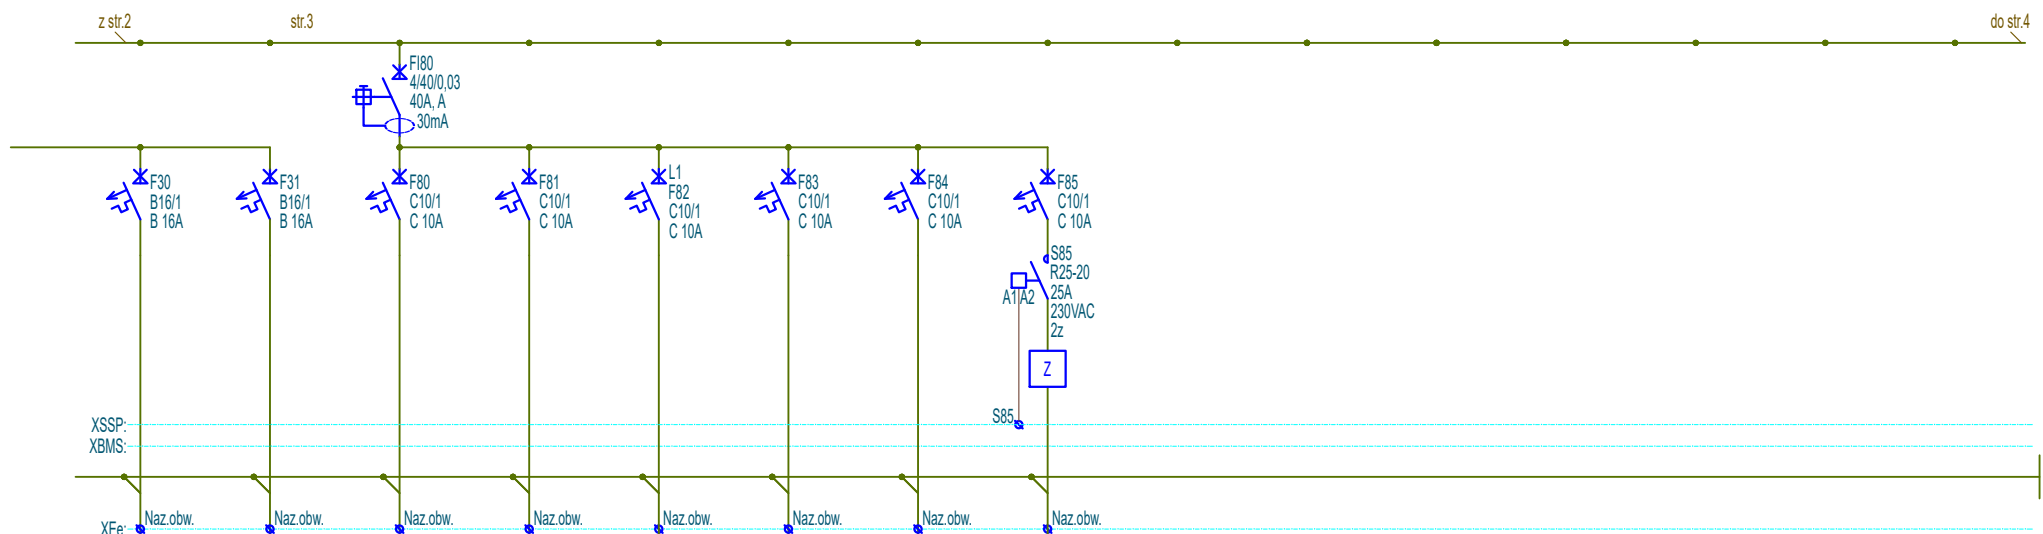 z str.2
str.3
do str.4
FI80
4/40/0,03
40A, A
30mA
F30
B16/1
B 16A
F31
B16/1
B 16A
F80
C10/1
C 10A
F81
C10/1
C 10A
L1
F82
C10/1
C 10A
F83
C10/1
C 10A
F84
C10/1
C 10A
F85
C10/1
C 10A
S85
R25-20
25A
230VAC
2z
A1 A2
Z
S85
XSSP:
XBMS:
XFe:
Naz.obw.
Naz.obw.
Naz.obw.
Naz.obw.
Naz.obw.
Naz.obw.
Naz.obw.
Naz.obw.